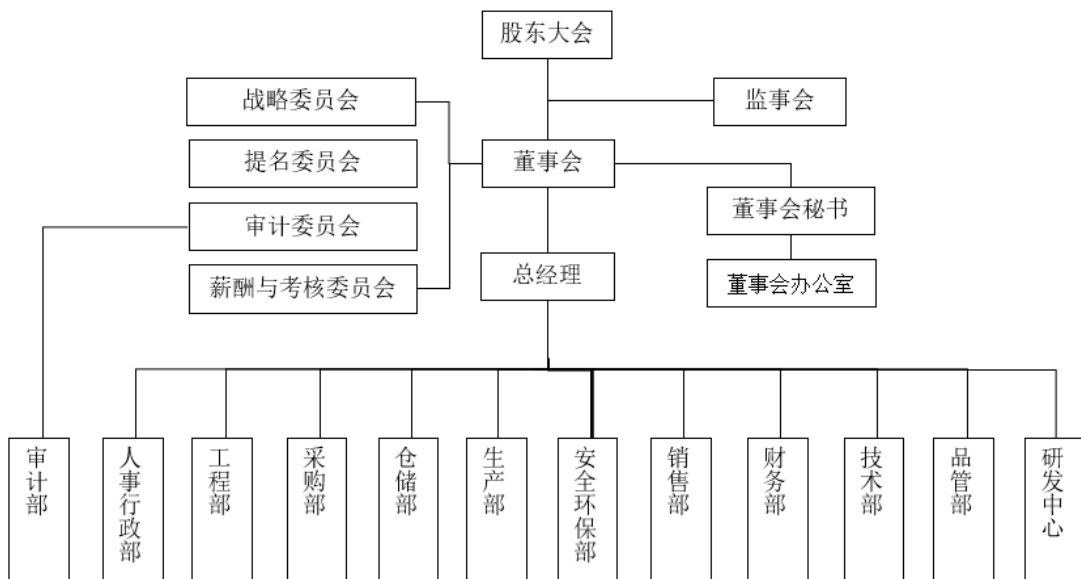 股东大会
战略委员会
监事会
提名委员会
董事会
审计委员会
董事会秘书
薪酬与考核委员会
总经理
董事会办公室
审计部
人事行政部
工程部
采购部
仓储部
生产部
安全环保部
销售部
财务部
技术部
品管部
研发中心